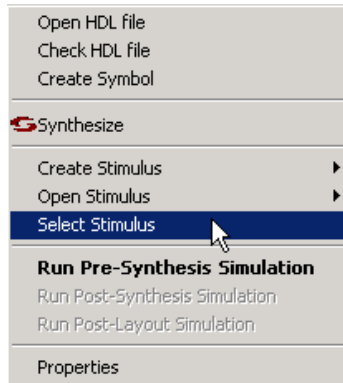 Open HDL file
Check HDL file
Create Symbol
Synthesize
Create Stimulus
Open Stimulus
Select Stimulus
Run Pre-Synthesis Simulation
Run Post-Synthesis Simulation
Run Post-Layout Simulation
Properties